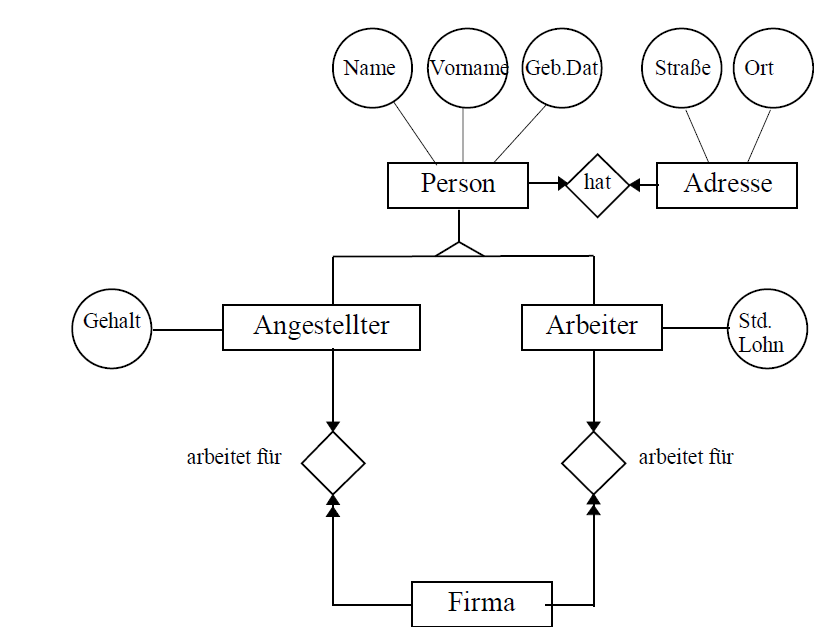 Name
Vorname
Geb.Dat
Straße
Ort
Person
hat
Adresse
Gehalt
Angestellter
Arbeiter
Std.
Lohn
arbeitet für
arbeitet für
Firma